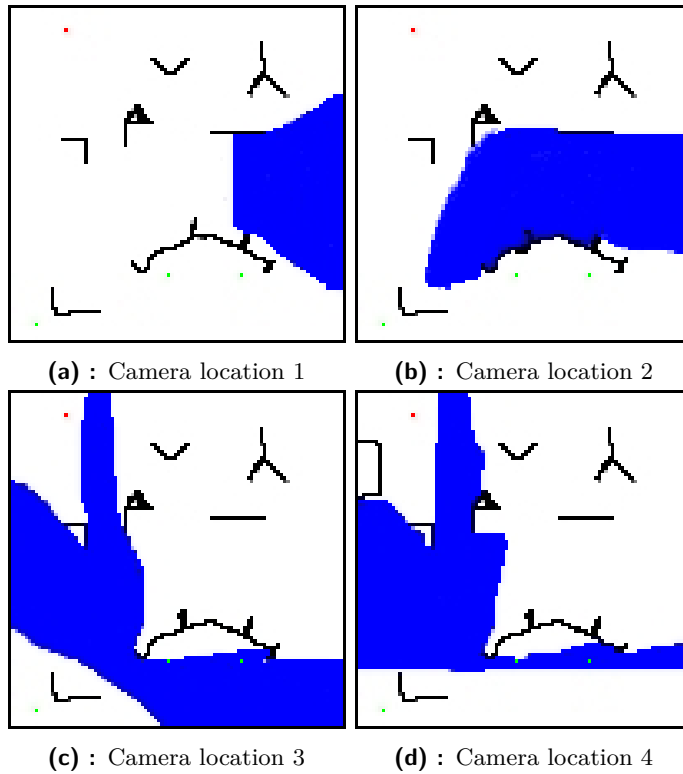 (a) : Camera location 1
(b) : Camera location 2
(c) : Camera location 3
(d) : Camera location 4